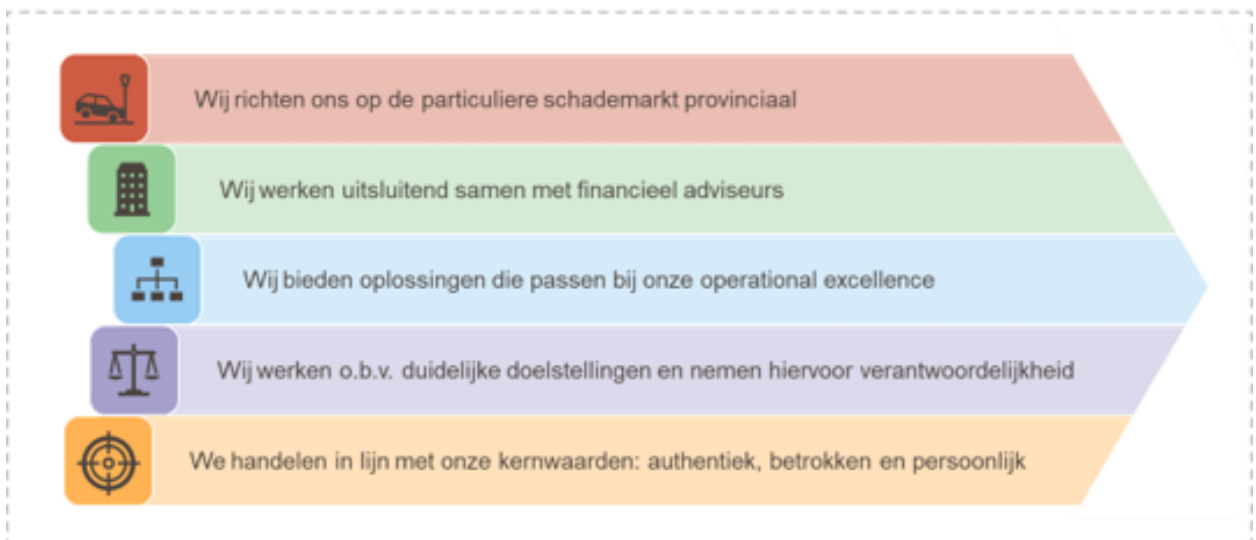 Wij richten ons op de particuliere schademarkt provinciaal
Wij werken uitsluitend samen met financieel adviseurs
Wij bieden oplossingen die passen bij onze operational excellence
Wij werken o.b.v. duidelijke doelstellingen en nemen hiervoor verantwoordelijkheid
We handelen in lijn met onze kernwaarden: authentiek, betrokken en persoonlijk